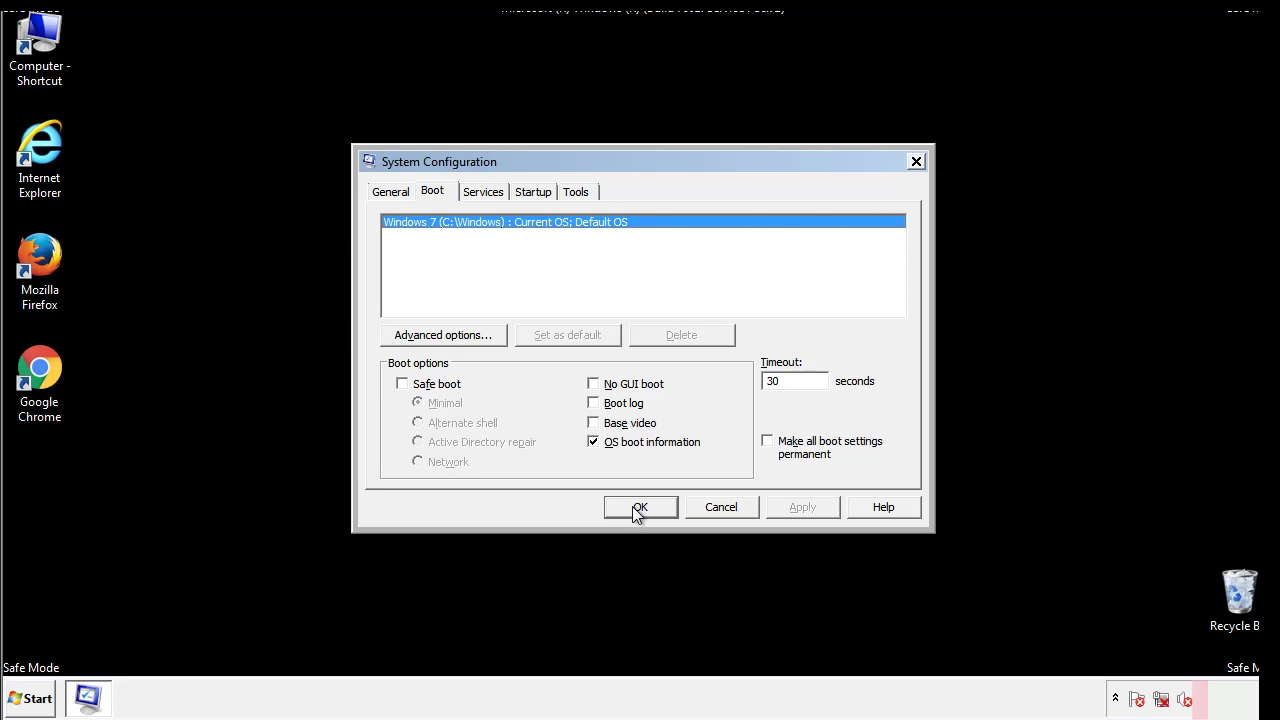 Computer -
Shortcut
Internet
Explorer
Mozilla
Firefox
Google
Chrome
System Configuration
General
Boot
Services
Startup
Tools
Windows 7 (C:\Windows) : Current OS; Default OS
Advanced options...
Set as default
Delete
Boot options
Safe boot
Minimal
Alternate shell
Active Directory repair
Network
No GUI boot
Boot log
Base video
OS boot information
Timeout:
30 seconds
Make all boot settings
permanent
OK
Cancel
Apply
Help
Recycle B
Safe Mode
Safe M
Start